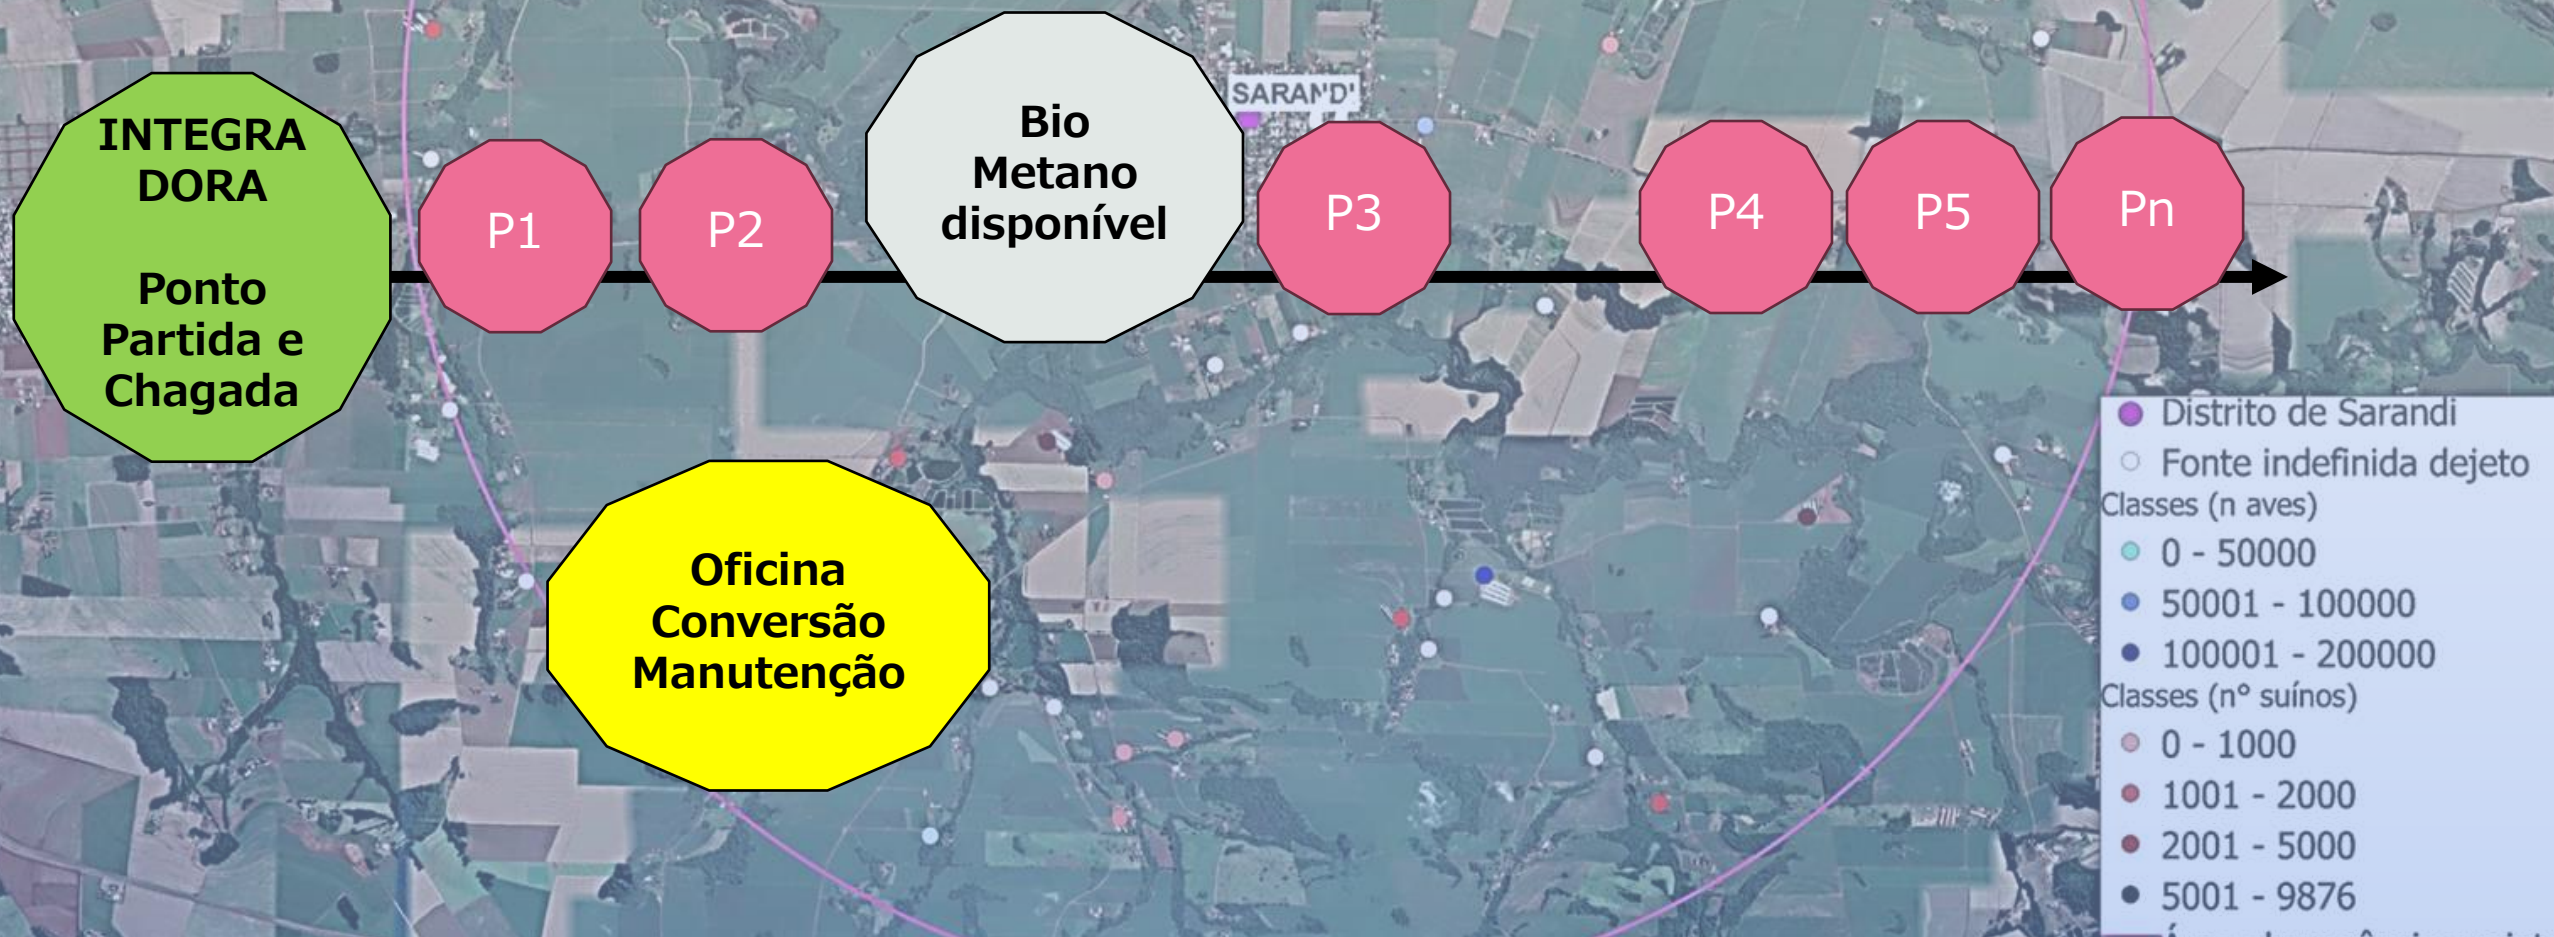 INTEGRA
DORA
Ponto
Partida e
Chagada
P1
P2
Bio
Metano
disponível
SARAND'
P3
P4
P5
Pn
Oficina
Conversão
Manutenção
Distrito de Sarandi
Fonte indefinida dejeto
Classes (n aves)
0 - 50000
50001 - 100000
100001 - 200000
Classes (n° suínos)
0 - 1000
1001 - 2000
2001 - 5000
5001 - 9876